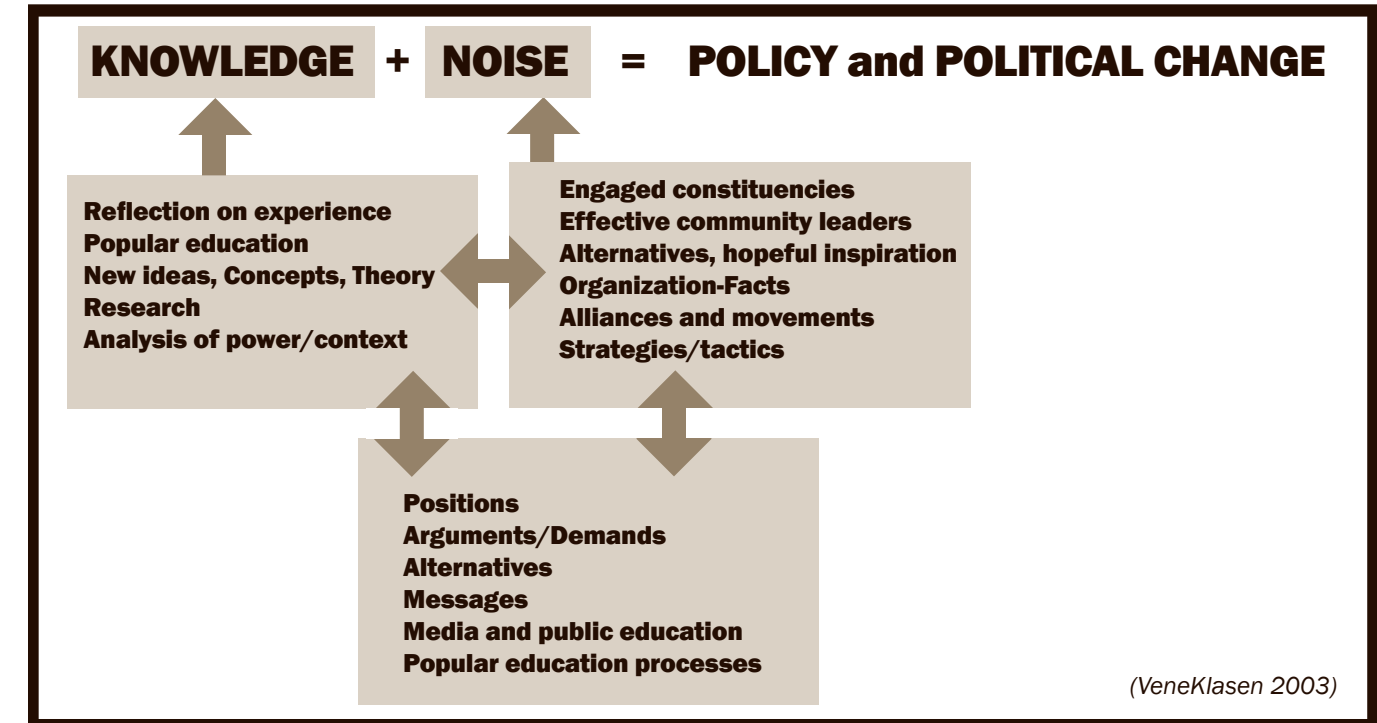 KNOWLEDGE + NOISE = POLICY and POLITICAL CHANGE
Reflection on experience
Popular education
New ideas, Concepts, Theory
Research
Analysis of power/context
Engaged constituencies
Effective community leaders
Alternatives, hopeful inspiration
Organization-Facts
Alliances and movements
Strategies/tactics
Positions
Arguments/Demands
Alternatives
Messages
Media and public education
Popular education processes
(VeneKlasen 2003)